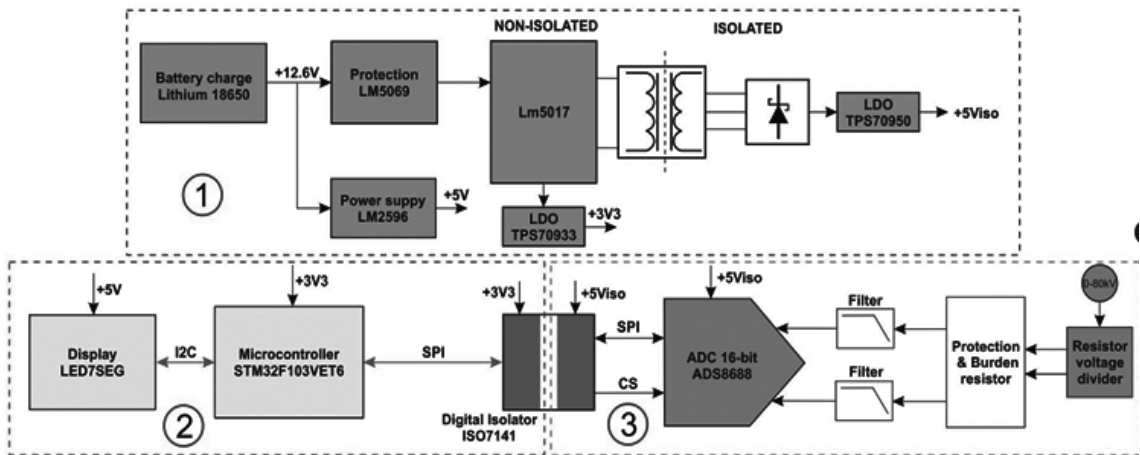 NON-ISOLATED
ISOLATED
Battery charge
Lithium 18650
+12.6V
Protection
LM5069
Lm5017
LDO
TPS70950
+5Viso
1
Power suppy
LM2596
+5V
LDO
TPS70933
+3V3
+5V
+3V3
+3V3
+5Viso
+5Viso
0-80kV
Display
LED7SEG
I2C
Microcontroller
STM32F103VET6
SPI
SPI
CS
ADC 16-bit
ADS8688
Filter
Filter
Protection
& Burden
resistor
Resistor
voltage
divider
2
Digital Isolator
ISO7141
3